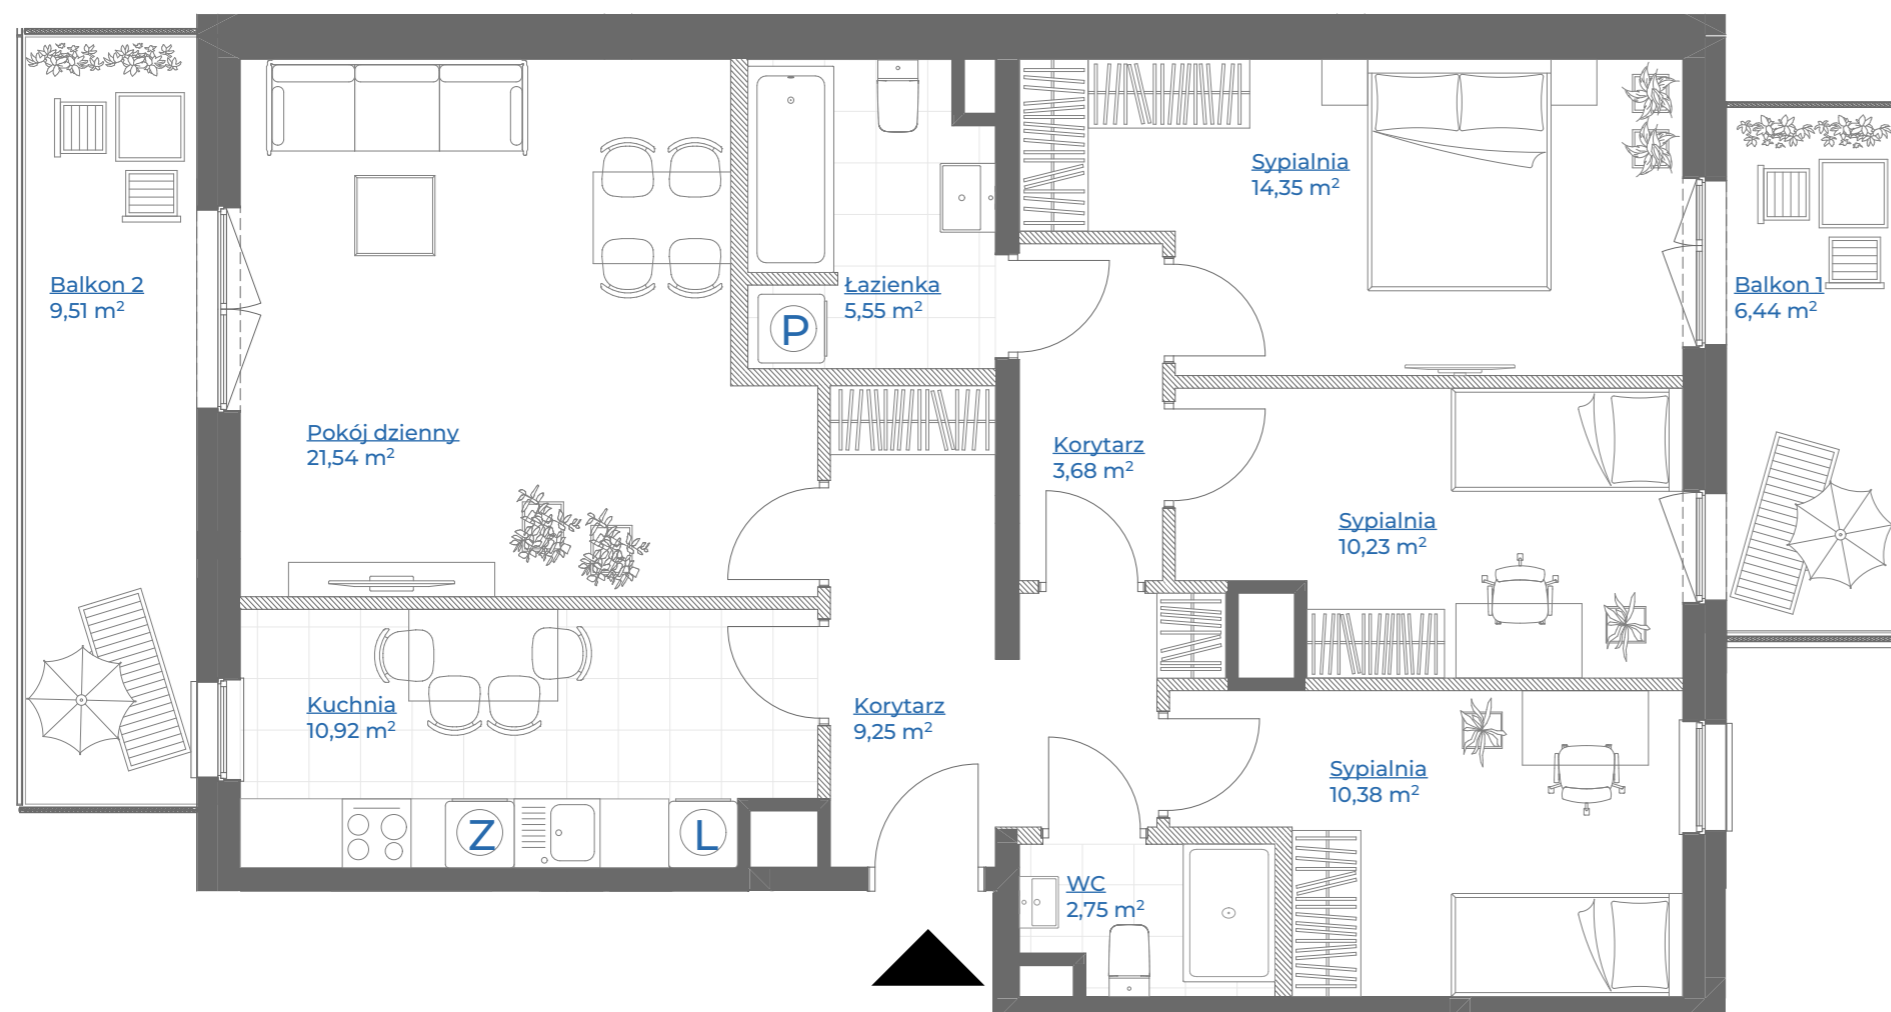 Balkon 2
9,51 m²
Pokój dzienny
21,54 m²
Kuchnia
10,92 m²
Z
L
Łazienka
5,55 m²
P
Korytarz
9,25 m²
Korytarz
3,68 m²
WC
2,75 m²
Sypialnia
14,35 m²
Sypialnia
10,23 m²
Sypialnia
10,38 m²
Balkon 1
6,44 m²